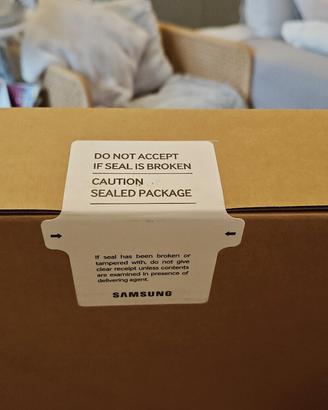 DO NOT ACCEPT
IF SEAL IS BROKEN
CAUTION
SEALED PACKAGE
If seal has been broken or
tampered with, do not give
clear receipt unless contents
are examined in presence of
delivering agent.
SAMSUNG